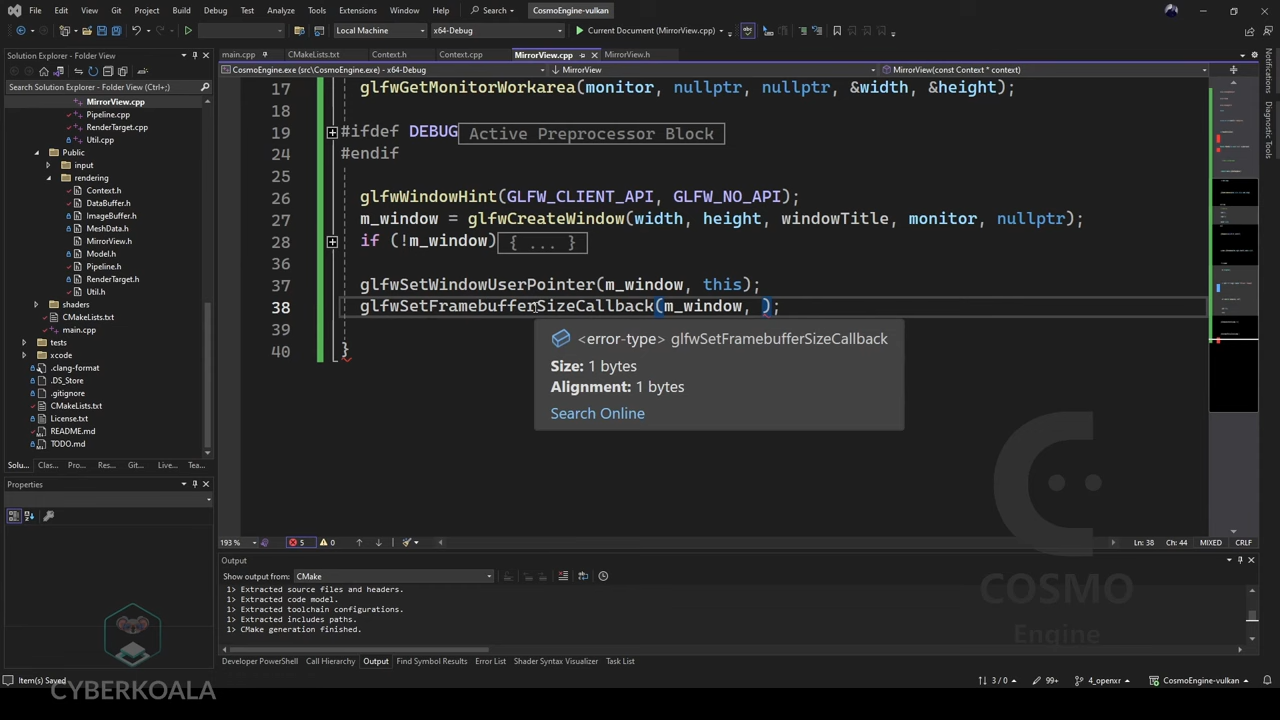 File Edit View Git Project Build Debug Test Analyze Tools Extensions Window Help Search CosmoEngine-vulkan
Local Machine x64-Debug Current Document (MirrorView.cpp)
Solution Explorer - Folder View
Search Solution Explorer - Folder View (Ctrl+;)
MirrorView.cpp
Pipeline.cpp
RenderTarget.cpp
Util.cpp
Public
input
rendering
Context.h
DataBuffer.h
ImageBuffer.h
MeshData.h
MirrorView.h
Model.h
Pipeline.h
RenderTarget.h
Util.h
shaders
CMakeLists.txt
main.cpp
tests
xcode
.clang-format
.DS_Store
.gitignore
CMakeLists.txt
License.txt
README.md
TODO.md
Solu... Clas... Pro... Res... Git... Live... Tea...
Properties
main.cpp CMakeLists.txt Context.h Context.cpp MirrorView.cpp MirrorView.h
CosmoEngine.exe (src\CosmoEngine.exe) - x64-Debug MirrorView MirrorView(const Context * context)
17 glfwGetMonitorWorkarea(monitor, nullptr, nullptr, &width, &height);
18
19 #ifdef DEBUG Active Preprocessor Block
24 #endif
25
26 glfwWindowHint(GLFW_CLIENT_API, GLFW_NO_API);
27 m_window = glfwCreateWindow(width, height, windowTitle, monitor, nullptr);
28 if (!m_window) { ... }
36
37 glfwSetWindowUserPointer(m_window, this);
38 glfwSetFramebufferSizeCallback(m_window, );
39
40 }
<error-type> glfwSetFramebufferSizeCallback
Size: 1 bytes
Alignment: 1 bytes
Search Online
193 % 5 0 Ln: 38 Ch: 44 MIXED CRLF
Output
Show output from: CMake
1> Extracted source files and headers.
1> Extracted code model.
1> Extracted toolchain configurations.
1> Extracted includes paths.
1> CMake generation finished.
Developer PowerShell Call Hierarchy Output Find Symbol Results Error List Shader Syntax Visualizer Task List
Item(s) Saved 3 / 0 99+ 4_openxr CosmoEngine-vulkan
Notifications
Diagnostic Tools
COSMO
Engine
CYBERKOALA